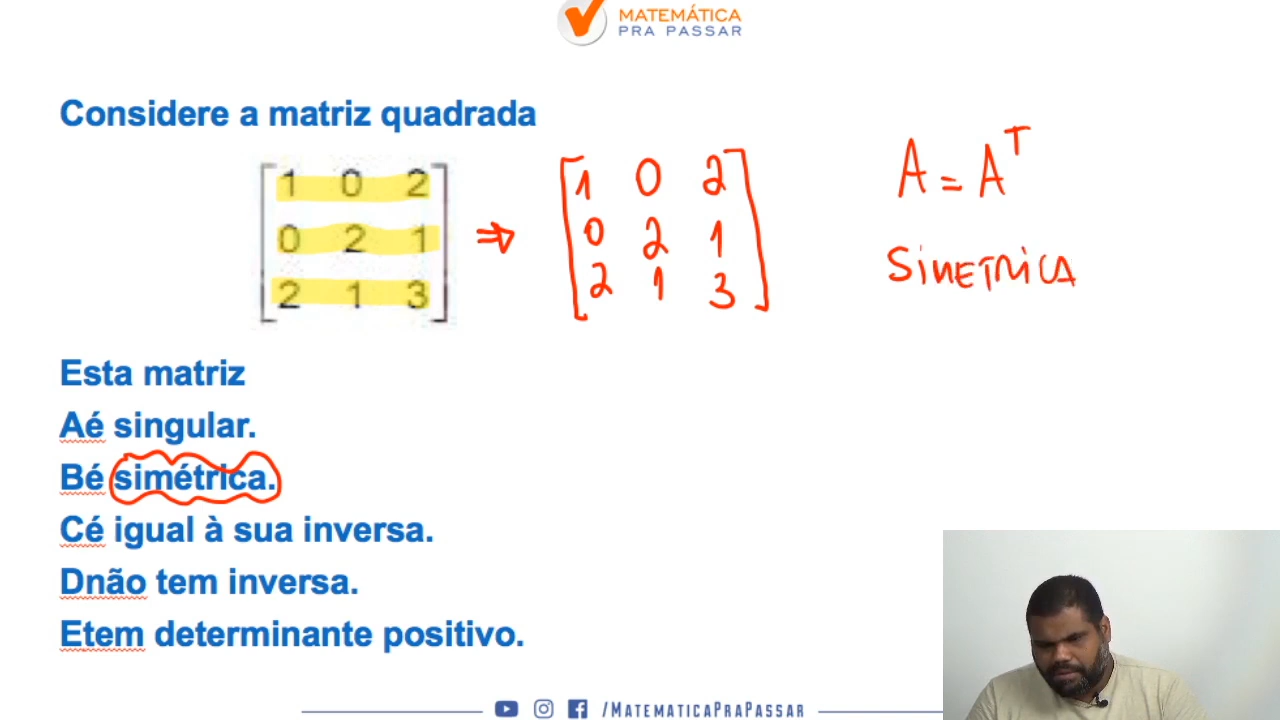 MATEMÁTICA
PRA PASSAR
Considere a matriz quadrada
1 0 2
0 2 1
2 1 3
⇒
1 0 2
0 2 1
2 1 3
A = Aᵀ
SIMETRICA
Esta matriz
Aé singular.
Bé simétrica.
Cé igual à sua inversa.
Dnão tem inversa.
Etem determinante positivo.
/MATEMATICAPRAPASSAR